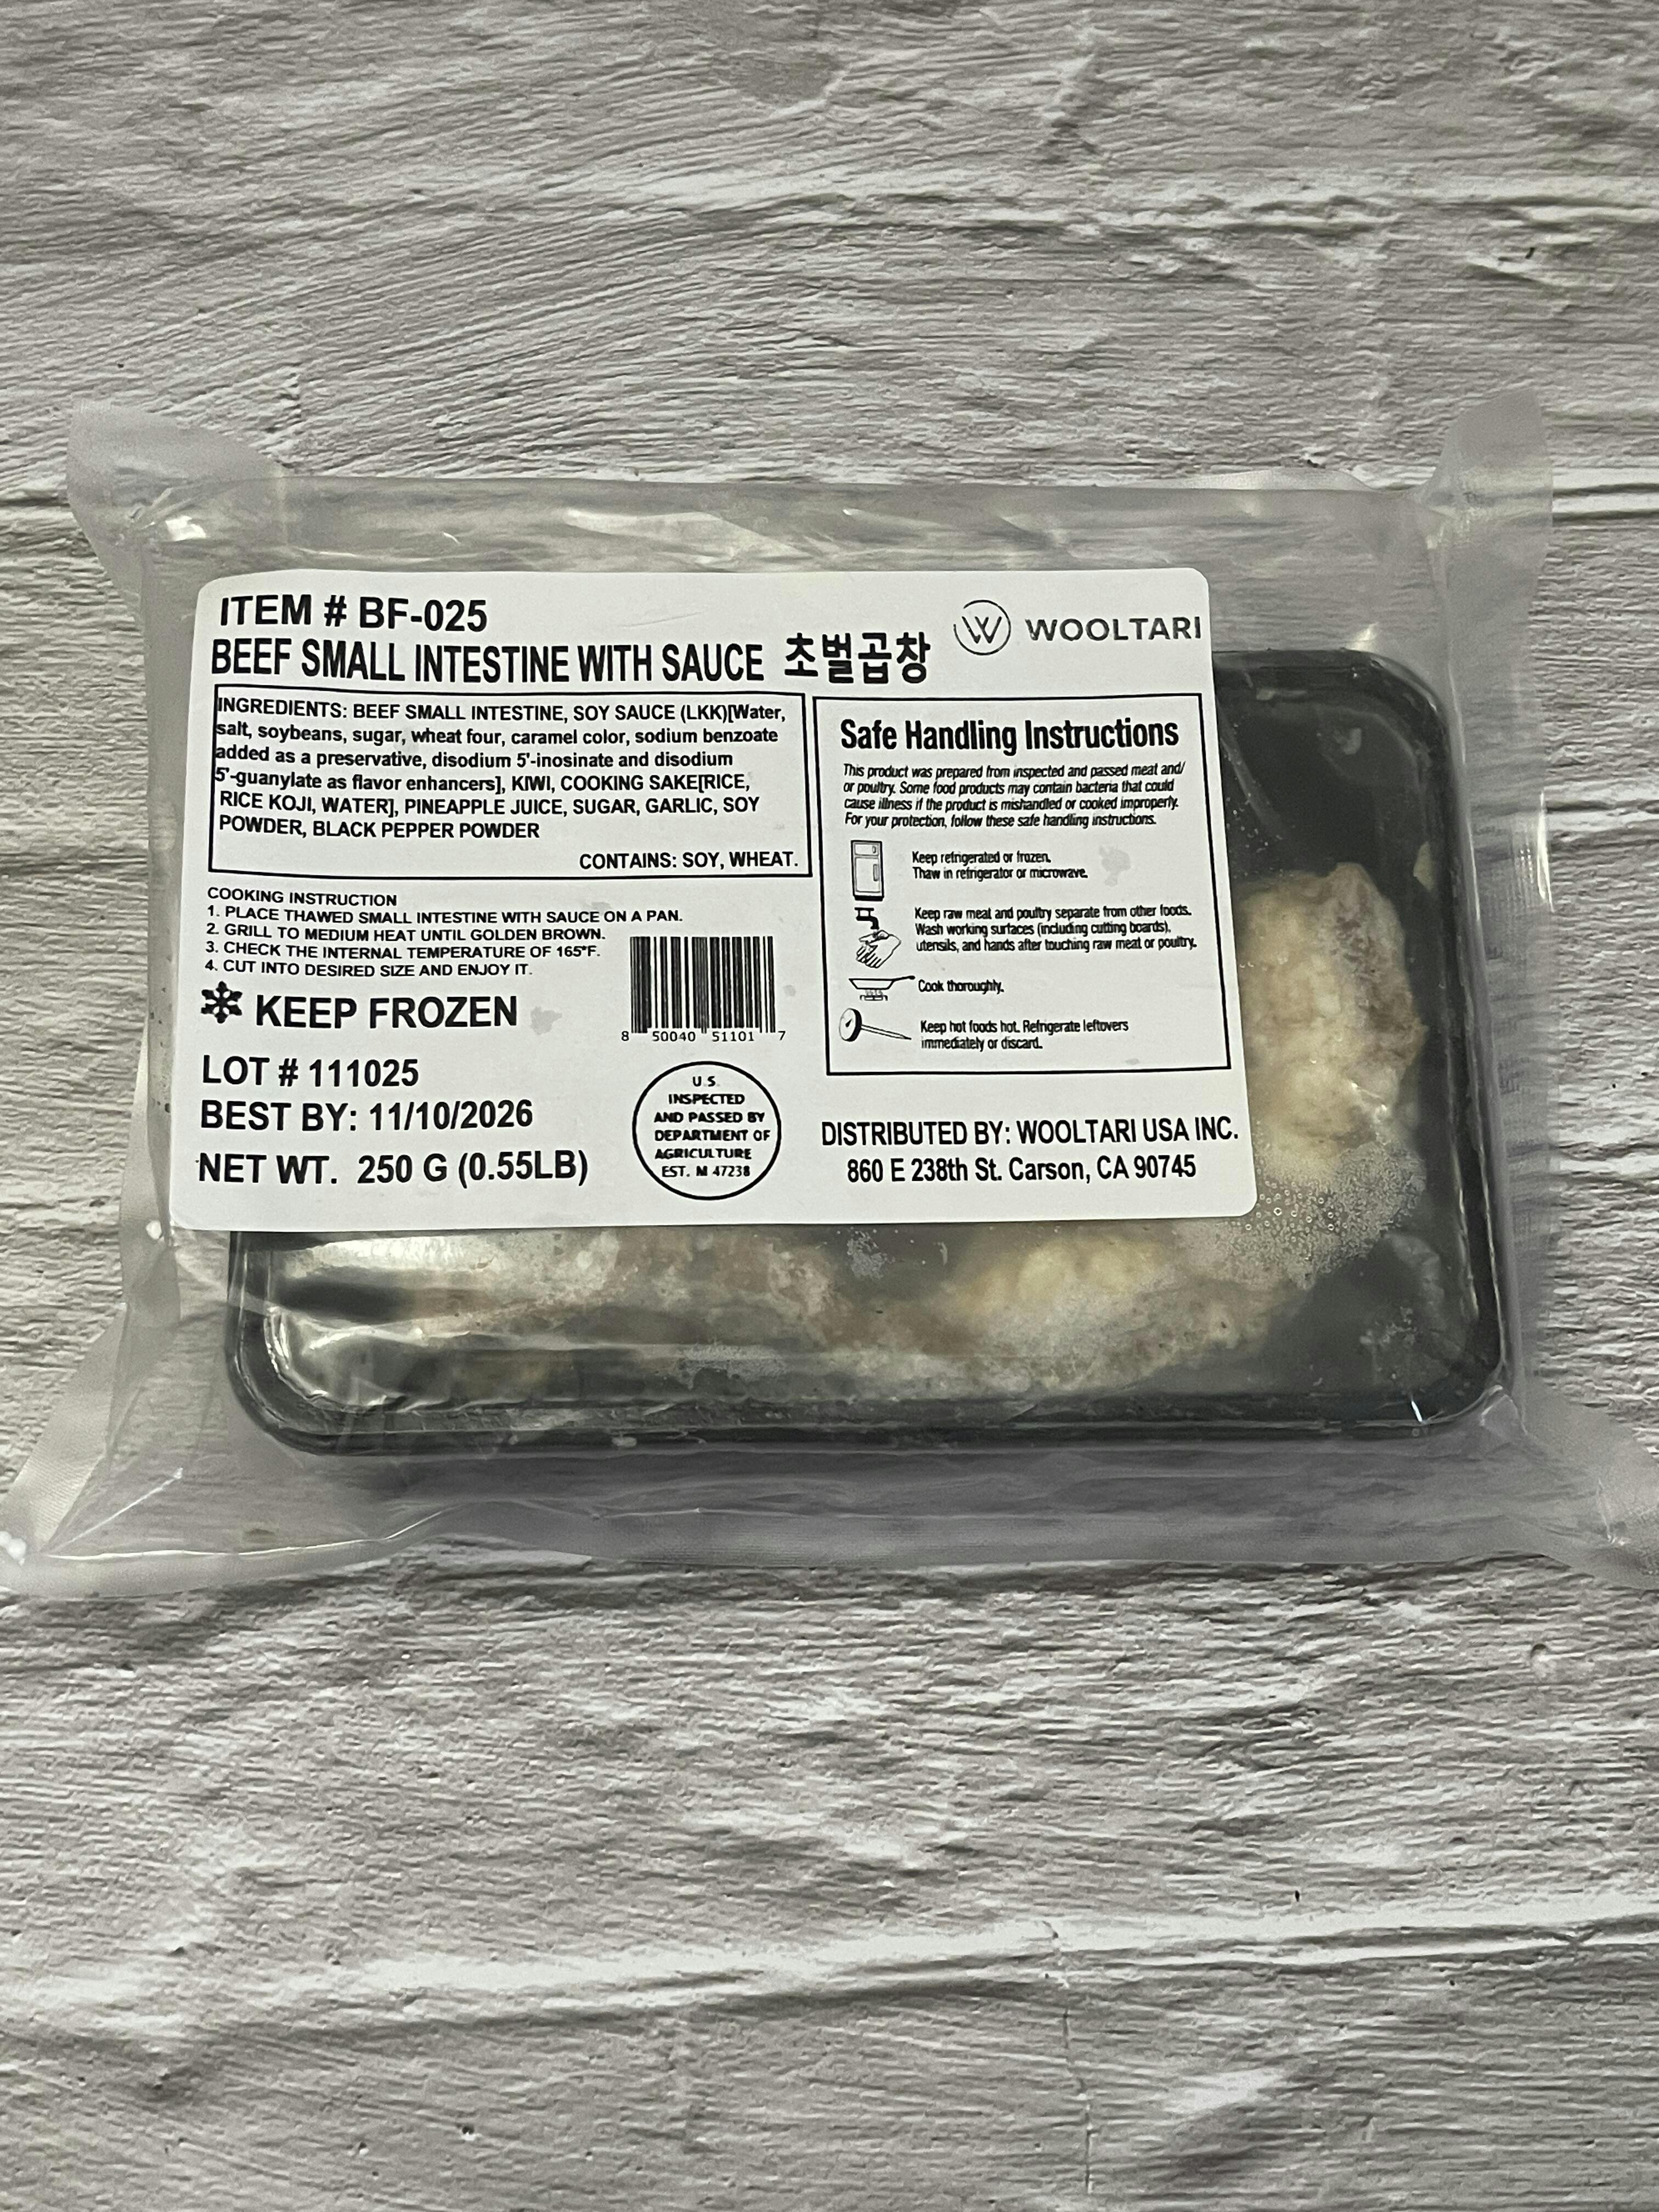 ITEM # BF-025
BEEF SMALL INTESTINE WITH SAUCE 초벌곱창
W WOOLTARI
INGREDIENTS: BEEF SMALL INTESTINE, SOY SAUCE (LKK)[Water,
salt, soybeans, sugar, wheat four, caramel color, sodium benzoate
added as a preservative, disodium 5'-inosinate and disodium
5'-guanylate as flavor enhancers], KIWI, COOKING SAKE[RICE,
RICE KOJI, WATER], PINEAPPLE JUICE, SUGAR, GARLIC, SOY
POWDER, BLACK PEPPER POWDER
CONTAINS: SOY, WHEAT.
COOKING INSTRUCTION
1. PLACE THAWED SMALL INTESTINE WITH SAUCE ON A PAN.
2. GRILL TO MEDIUM HEAT UNTIL GOLDEN BROWN.
3. CHECK THE INTERNAL TEMPERATURE OF 165°F.
4. CUT INTO DESIRED SIZE AND ENJOY IT.
KEEP FROZEN
8 50040 51101 7
LOT # 111025
BEST BY: 11/10/2026
NET WT. 250 G (0.55LB)
U.S.
INSPECTED
AND PASSED BY
DEPARTMENT OF
AGRICULTURE
EST. M 47238
Safe Handling Instructions
This product was prepared from inspected and passed meat and/
or poultry. Some food products may contain bacteria that could
cause illness if the product is mishandled or cooked improperly.
For your protection, follow these safe handling instructions.
Keep refrigerated or frozen.
Thaw in refrigerator or microwave.
Keep raw meat and poultry separate from other foods.
Wash working surfaces (including cutting boards),
utensils, and hands after touching raw meat or poultry.
Cook thoroughly.
Keep hot foods hot. Refrigerate leftovers
immediately or discard.
DISTRIBUTED BY: WOOLTARI USA INC.
860 E 238th St. Carson, CA 90745